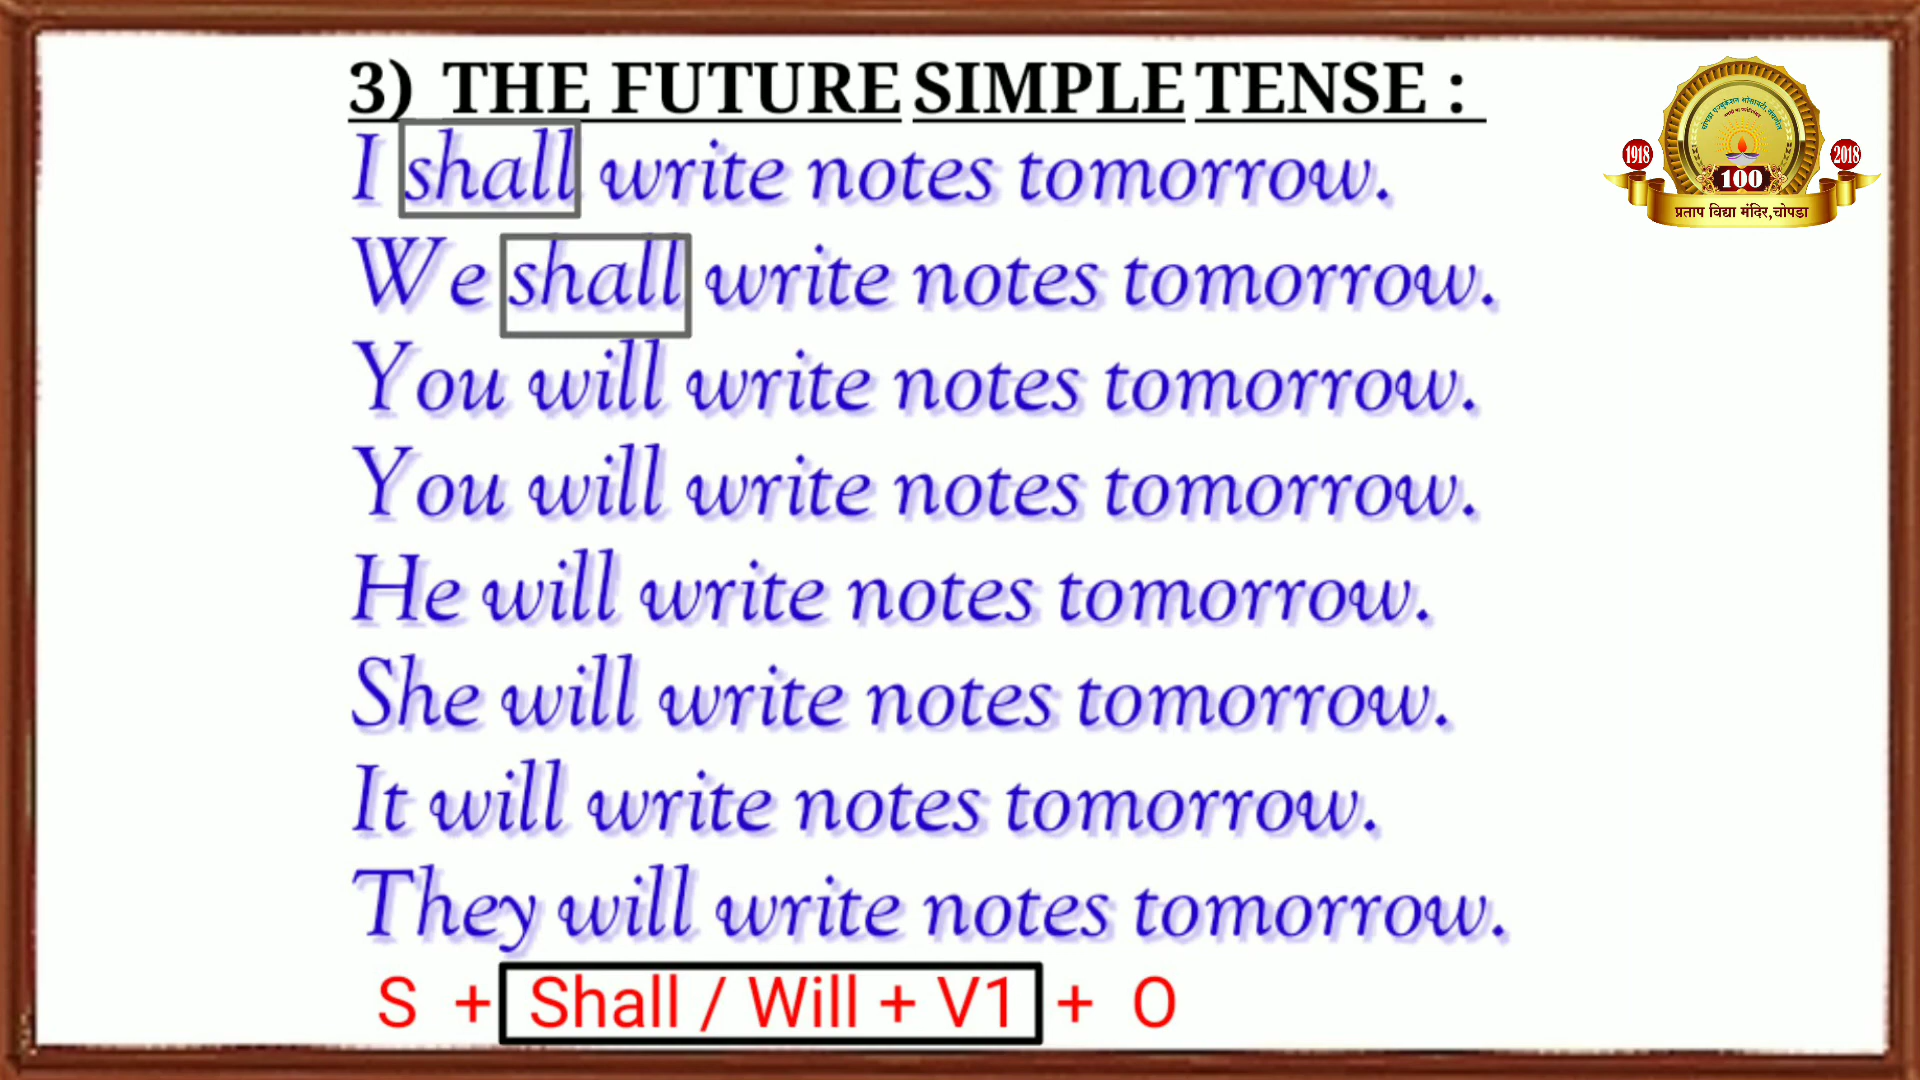 3) THE FUTURE SIMPLE TENSE :
I shall write notes tomorrow.
We shall write notes tomorrow.
You will write notes tomorrow.
You will write notes tomorrow.
He will write notes tomorrow.
She will write notes tomorrow.
It will write notes tomorrow.
They will write notes tomorrow.
S + Shall / Will + V1 + O
1918
2018
100
प्रताप विद्या मंदिर,चोपडा